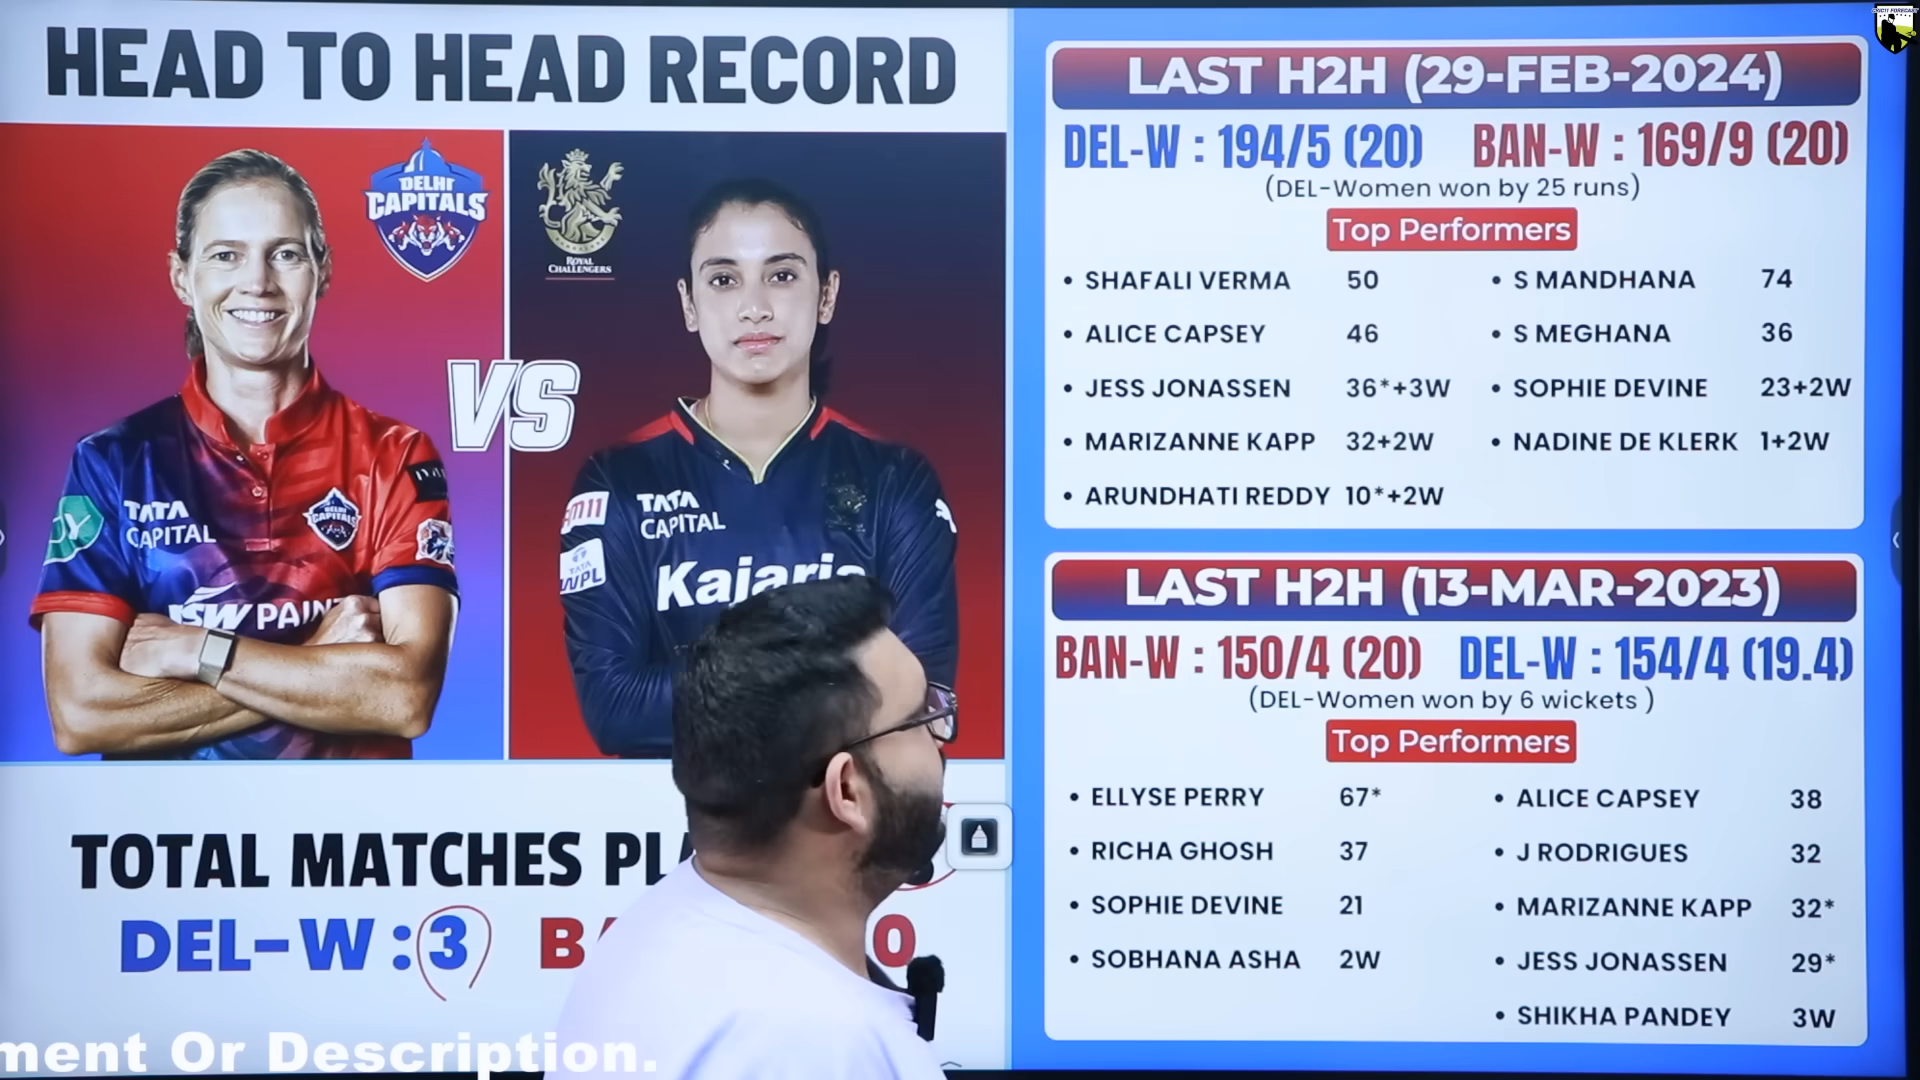 HEAD TO HEAD RECORD
DELHI
CAPITALS
ROYAL
CHALLENGERS
VS
TATA
CAPITAL
DELHI
CAPITALS
JSW PAIN
TATA
CAPITAL
TATA
WPL
Kajaria
TOTAL MATCHES PL
DEL-W : 3
0
ment Or Description.
LAST H2H (29-FEB-2024)
DEL-W : 194/5 (20) BAN-W : 169/9 (20)
(DEL-Women won by 25 runs)
Top Performers
• SHAFALI VERMA 50 • S MANDHANA 74
• ALICE CAPSEY 46 • S MEGHANA 36
• JESS JONASSEN 36*+3W • SOPHIE DEVINE 23+2W
• MARIZANNE KAPP 32+2W • NADINE DE KLERK 1+2W
• ARUNDHATI REDDY 10*+2W
LAST H2H (13-MAR-2023)
BAN-W : 150/4 (20) DEL-W : 154/4 (19.4)
(DEL-Women won by 6 wickets )
Top Performers
• ELLYSE PERRY 67* • ALICE CAPSEY 38
• RICHA GHOSH 37 • J RODRIGUES 32
• SOPHIE DEVINE 21 • MARIZANNE KAPP 32*
• SOBHANA ASHA 2W • JESS JONASSEN 29*
• SHIKHA PANDEY 3W